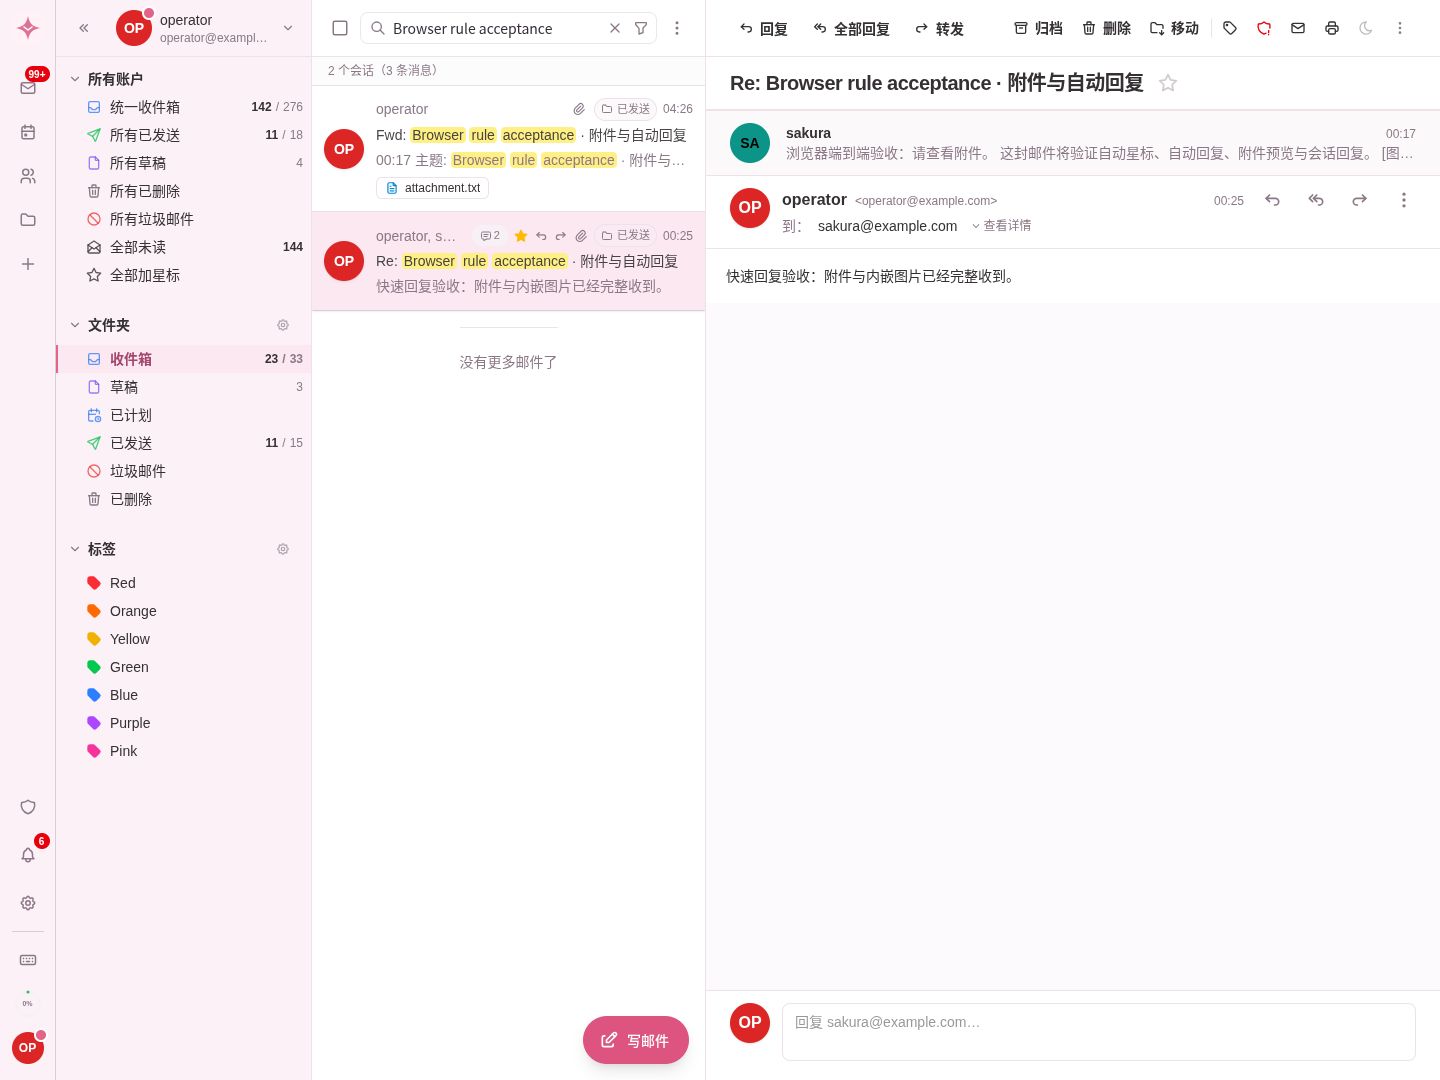 99+
0%
6
OP
OP
operator
operator@exampl…
所有账户
统一收件箱 142 / 276
所有已发送 11 / 18
所有草稿 4
所有已删除
所有垃圾邮件
全部未读 144
全部加星标
文件夹
收件箱 23 / 33
草稿 3
已计划
已发送 11 / 15
垃圾邮件
已删除
标签
Red
Orange
Yellow
Green
Blue
Purple
Pink
Browser rule acceptance
2 个会话（3 条消息）
OP
operator 已发送 04:26
Fwd: Browser rule acceptance · 附件与自动回复
00:17 主题: Browser rule acceptance · 附件与…
attachment.txt
OP
operator, s… 2 已发送 00:25
Re: Browser rule acceptance · 附件与自动回复
快速回复验收：附件与内嵌图片已经完整收到。
没有更多邮件了
写邮件
回复 全部回复 转发 归档 删除 移动
Re: Browser rule acceptance · 附件与自动回复
SA
sakura 00:17
浏览器端到端验收：请查看附件。 这封邮件将验证自动星标、自动回复、附件预览与会话回复。 [图…
OP
operator <operator@example.com> 00:25
到： sakura@example.com 查看详情
快速回复验收：附件与内嵌图片已经完整收到。
OP
回复 sakura@example.com…